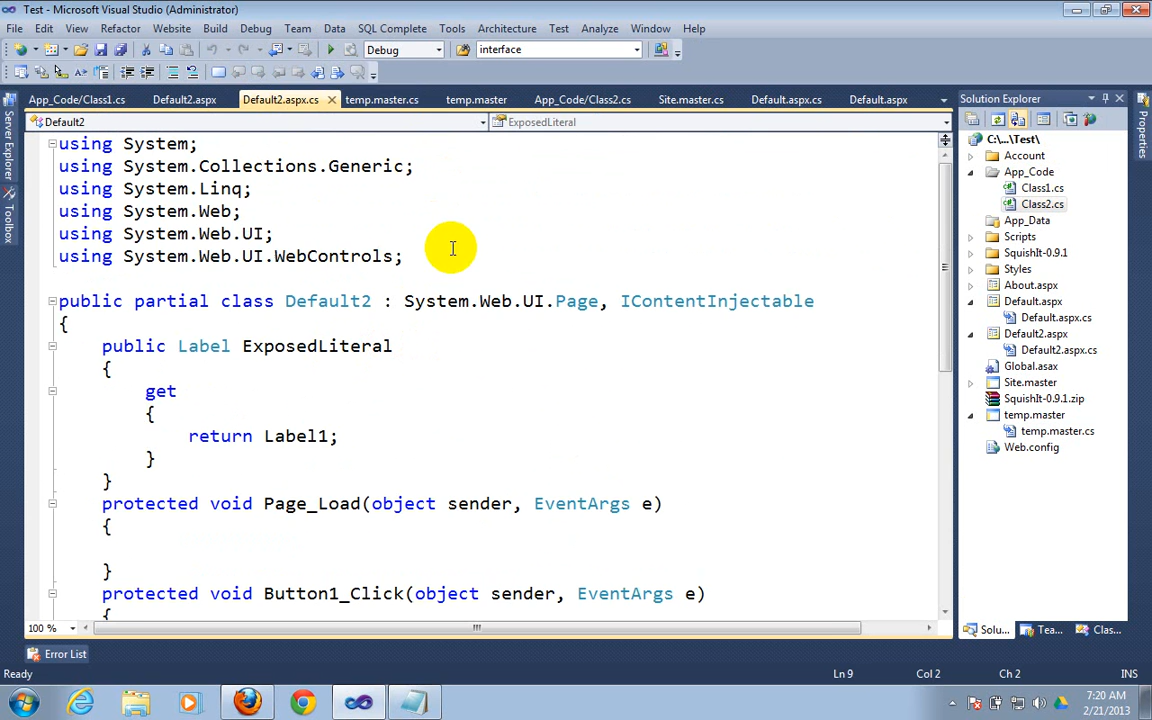 Test - Microsoft Visual Studio (Administrator)
File Edit View Refactor Website Build Debug Team Data SQL Complete Tools Architecture Test Analyze Window Help
Debug interface
App_Code/Class1.cs Default2.aspx Default2.aspx.cs temp.master.cs temp.master App_Code/Class2.cs Site.master.cs Default.aspx.cs Default.aspx
Default2 ExposedLiteral
using System;
using System.Collections.Generic;
using System.Linq;
using System.Web;
using System.Web.UI;
using System.Web.UI.WebControls;
public partial class Default2 : System.Web.UI.Page, IContentInjectable
{
public Label ExposedLiteral
{
get
{
return Label1;
}
}
protected void Page_Load(object sender, EventArgs e)
{
}
protected void Button1_Click(object sender, EventArgs e)
{
100 %
Server Explorer
Toolbox
Solution Explorer
C:\...\Test\
Account
App_Code
Class1.cs
Class2.cs
App_Data
Scripts
SquishIt-0.9.1
Styles
About.aspx
Default.aspx
Default.aspx.cs
Default2.aspx
Default2.aspx.cs
Global.asax
Site.master
SquishIt-0.9.1.zip
temp.master
temp.master.cs
Web.config
Properties
Solu... Tea... Clas...
Error List
Ready Ln 9 Col 2 Ch 2 INS
7:20 AM
2/21/2013